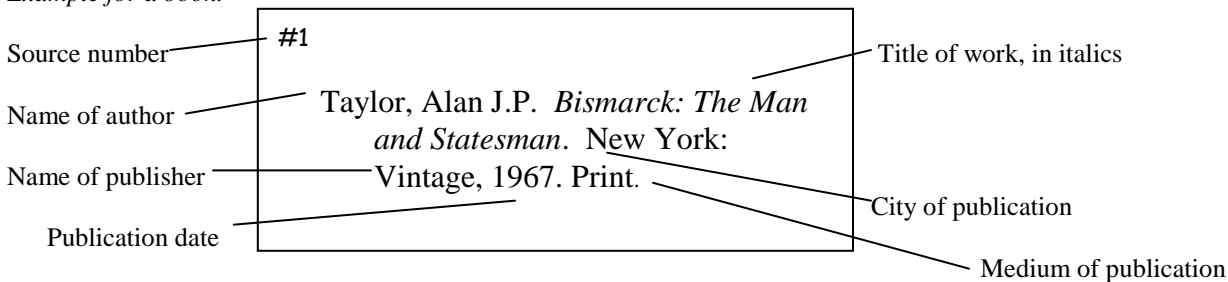 Example for a book:
#1
Source number
Title of work, in italics
Name of author
Taylor, Alan J.P.  Bismarck: The Man
and Statesman.  New York:
Name of publisher
Vintage, 1967. Print.
City of publication
Publication date
Medium of publication